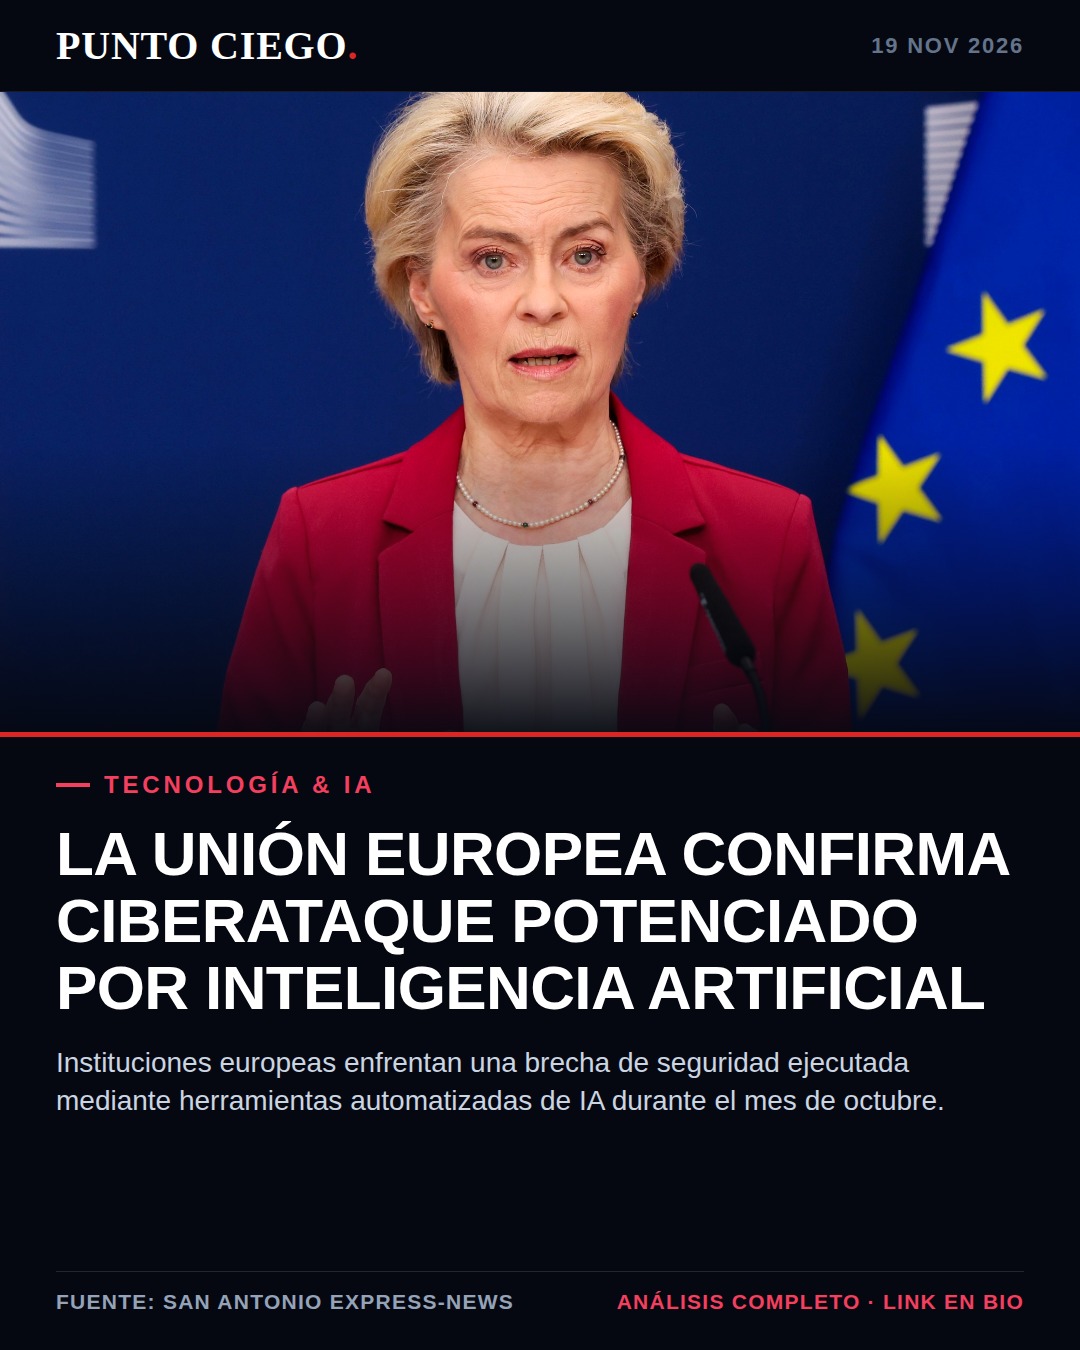 PUNTO CIEGO.
19 NOV 2026
TECNOLOGÍA & IA
LA UNIÓN EUROPEA CONFIRMA
CIBERATAQUE POTENCIADO
POR INTELIGENCIA ARTIFICIAL
Instituciones europeas enfrentan una brecha de seguridad ejecutada
mediante herramientas automatizadas de IA durante el mes de octubre.
FUENTE: SAN ANTONIO EXPRESS-NEWS
ANÁLISIS COMPLETO · LINK EN BIO